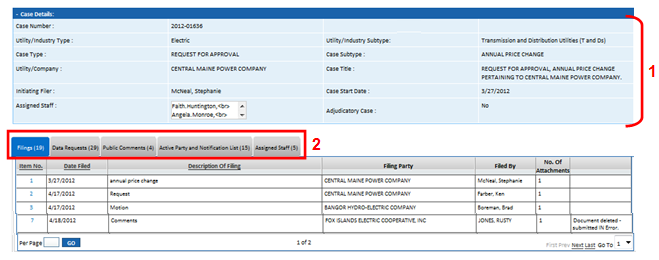 - Case Details:
Case Number : 2012-01636
Utility/Industry Type : Electric Utility/Industry Subtype: Transmission and Distribution Utilities (T and Ds)
Case Type : REQUEST FOR APPROVAL Case Subtype : ANNUAL PRICE CHANGE
Utility/Company : CENTRAL MAINE POWER COMPANY Case Title : REQUEST FOR APPROVAL, ANNUAL PRICE CHANGE
PERTAINING TO CENTRAL MAINE POWER COMPANY.
1
Initiating Filer : McNeal, Stephanie Case Start Date : 3/27/2012
Assigned Staff : Faith.Huntington,<br> Adjudicatory Case : No
Angela.Monroe,<br>
Filings (19) Data Requests (29) Public Comments (4) Active Party and Notification List (15) Assigned Staff (5) 2
Item No. Date Filed Description Of Filing Filing Party Filed By No. Of
Attachments
1 3/27/2012 annual price change CENTRAL MAINE POWER COMPANY McNeal, Stephanie 1
2 4/17/2012 Request CENTRAL MAINE POWER COMPANY Farber, Ken 1
5 4/17/2012 Motion BANGOR HYDRO-ELECTRIC COMPANY Boreman, Brad 1
7 4/18/2012 Comments FOX ISLANDS ELECTRIC COOPERATIVE, INC JONES, RUSTY 1 Document deleted -
submitted IN Error.
Per Page GO 1 of 2 First Prev Next Last Go To 1